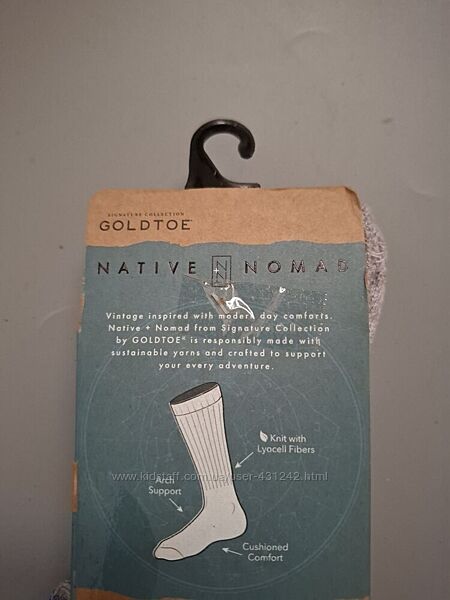 SIGNATURE COLLECTION
GOLDTOE
NATIVE N N NOMAD
Vintage inspired with modern day comforts.
Native + Nomad from Signature Collection
by GOLDTOE® is responsibly made with
sustainable yarns and crafted to support
your every adventure.
Knit with
Lyocell Fibers
www.kidstaff.com.ua/user-431242.html
Arch
Support
Cushioned
Comfort